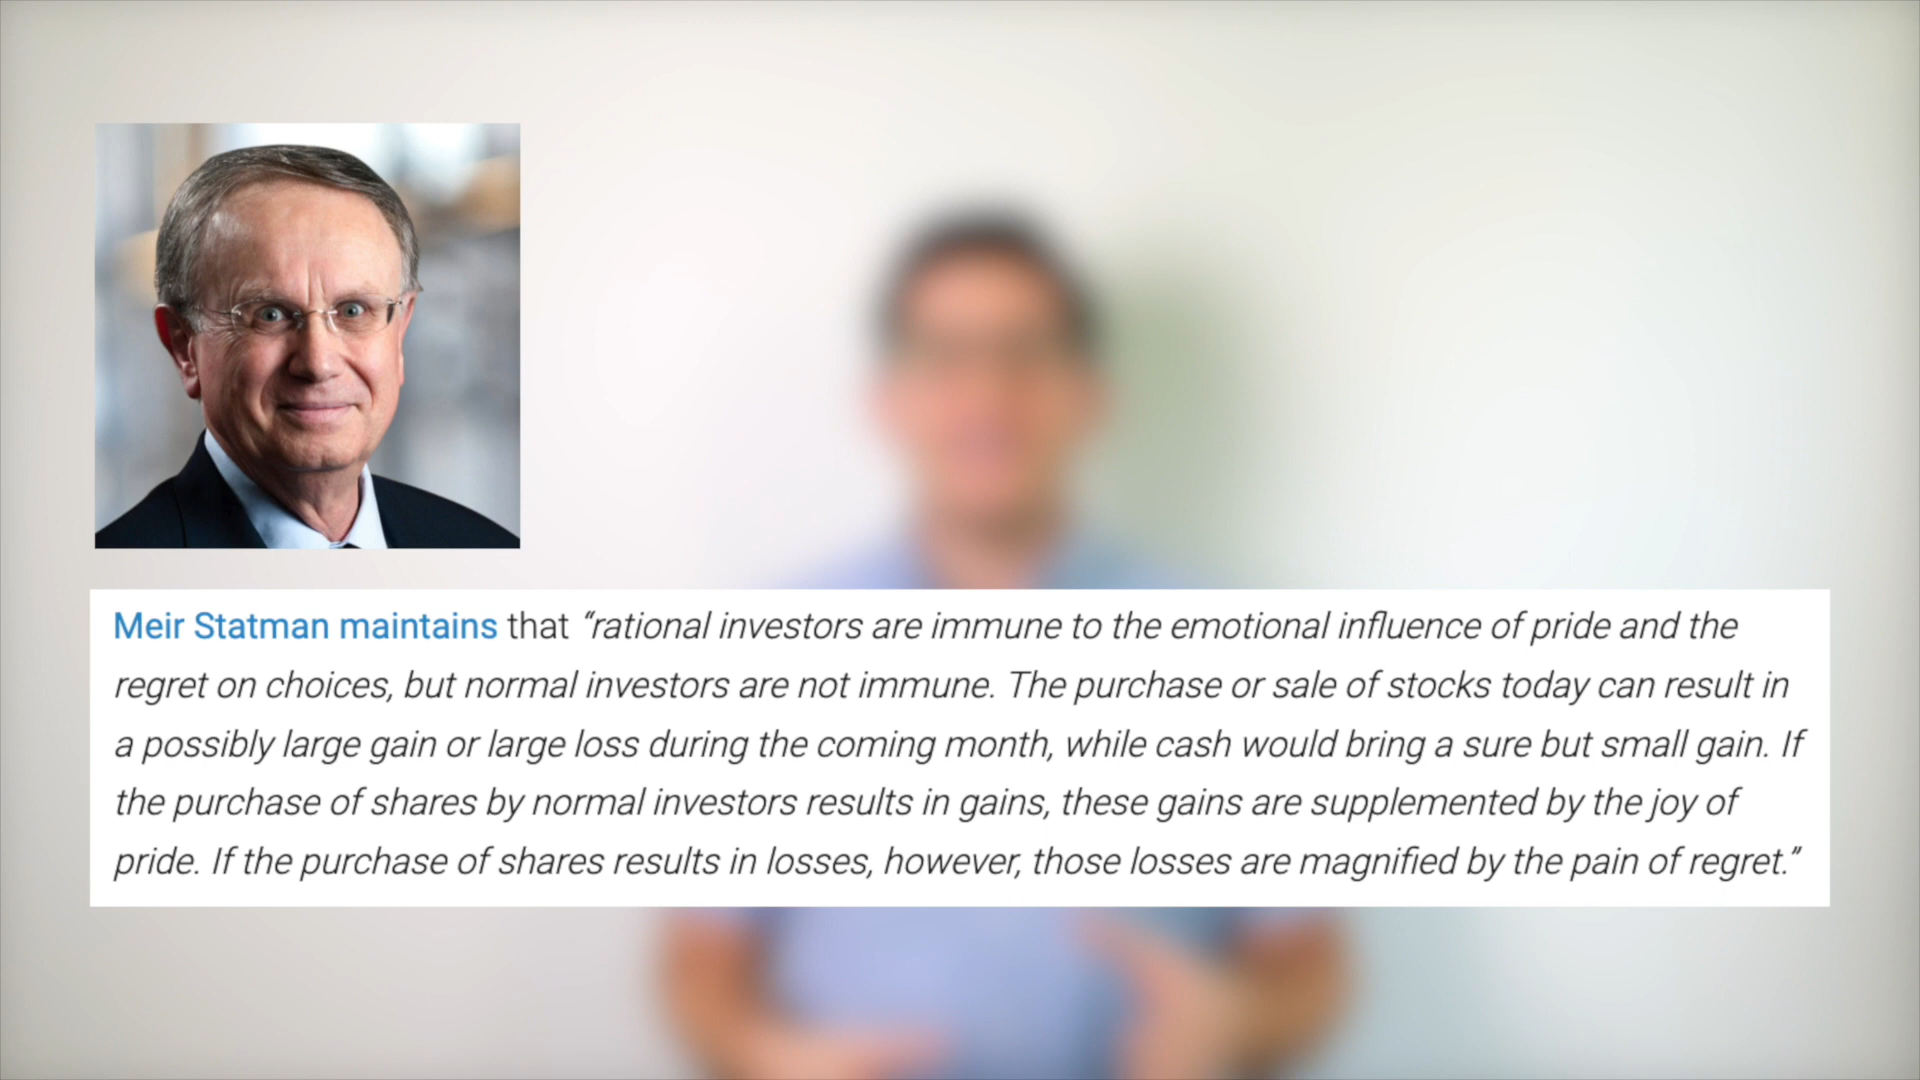 Meir Statman maintains that “rational investors are immune to the emotional influence of pride and the
regret on choices, but normal investors are not immune. The purchase or sale of stocks today can result in
a possibly large gain or large loss during the coming month, while cash would bring a sure but small gain. If
the purchase of shares by normal investors results in gains, these gains are supplemented by the joy of
pride. If the purchase of shares results in losses, however, those losses are magnified by the pain of regret.”